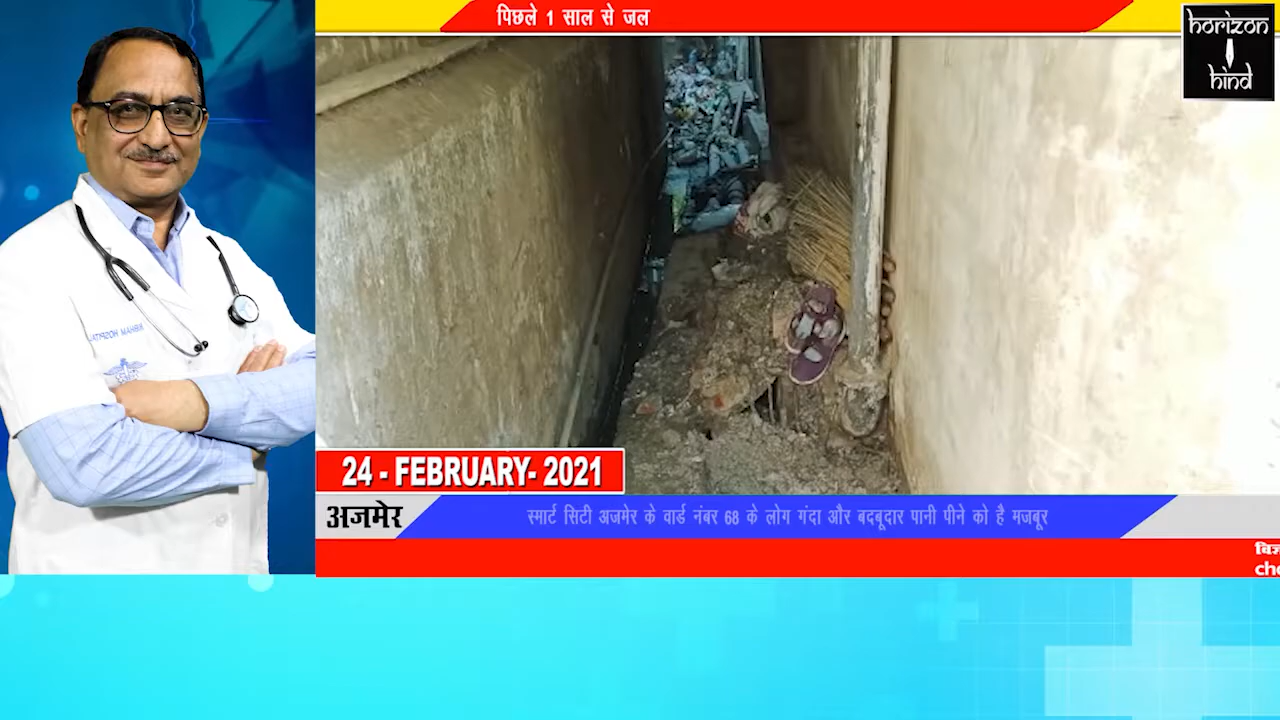 पिछले 1 साल से जल
horizon
hind
24 - FEBRUARY- 2021
अजमेर
स्मार्ट सिटी अजमेर के वार्ड नंबर 68 के लोग गंदा और बदबूदार पानी पीने को है मजबूर